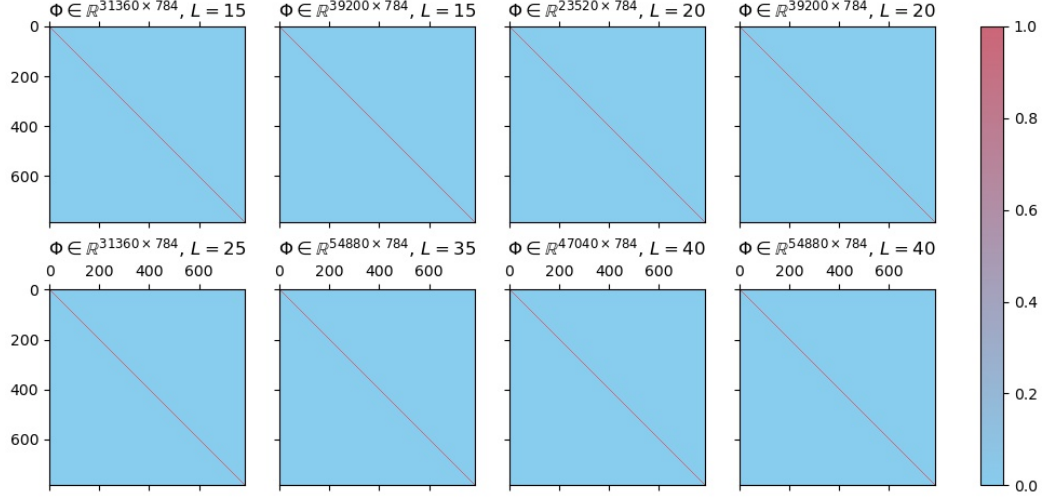 Φ ∈ ℝ^{31360 × 784}, L = 15
Φ ∈ ℝ^{39200 × 784}, L = 15
Φ ∈ ℝ^{23520 × 784}, L = 20
Φ ∈ ℝ^{39200 × 784}, L = 20
0
200
400
600
1.0
0.8
0.6
0.4
0.2
0.0
Φ ∈ ℝ^{31360 × 784}, L = 25
Φ ∈ ℝ^{54880 × 784}, L = 35
Φ ∈ ℝ^{47040 × 784}, L = 40
Φ ∈ ℝ^{54880 × 784}, L = 40
0 200 400 600
0 200 400 600
0 200 400 600
0 200 400 600
0
200
400
600